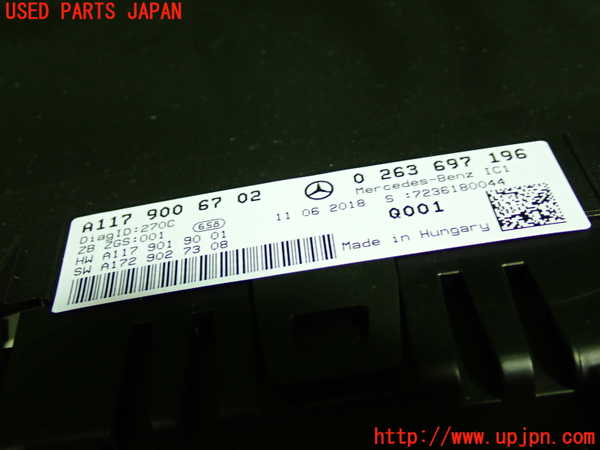 USED PARTS JAPAN
A117 900 67 02
0 263 697 196
DiagID:270C
658
Mercedes-Benz IC1
ZB ZGS:001
11 06 2018
S :7236180044
HW A117 901 90 01
Q001
SW A172 902 73 08
Made in Hungary
http://www.upjpn.com/